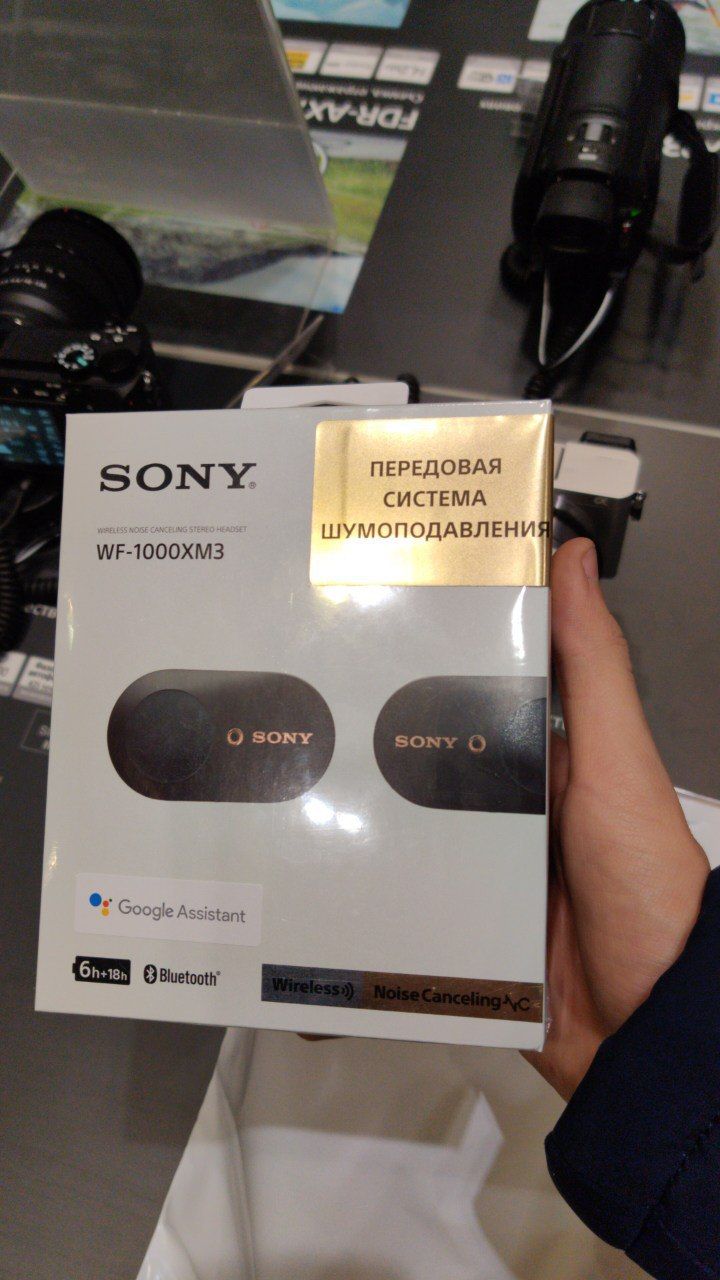 FDR-AX
SONY®
WIRELESS NOISE CANCELING STEREO HEADSET
WF-1000XM3
ПЕРЕДОВАЯ
СИСТЕМА
ШУМОПОДАВЛЕНИЯ
SONY
SONY
Google Assistant
6h+18h
Bluetooth®
Wireless
Noise Canceling